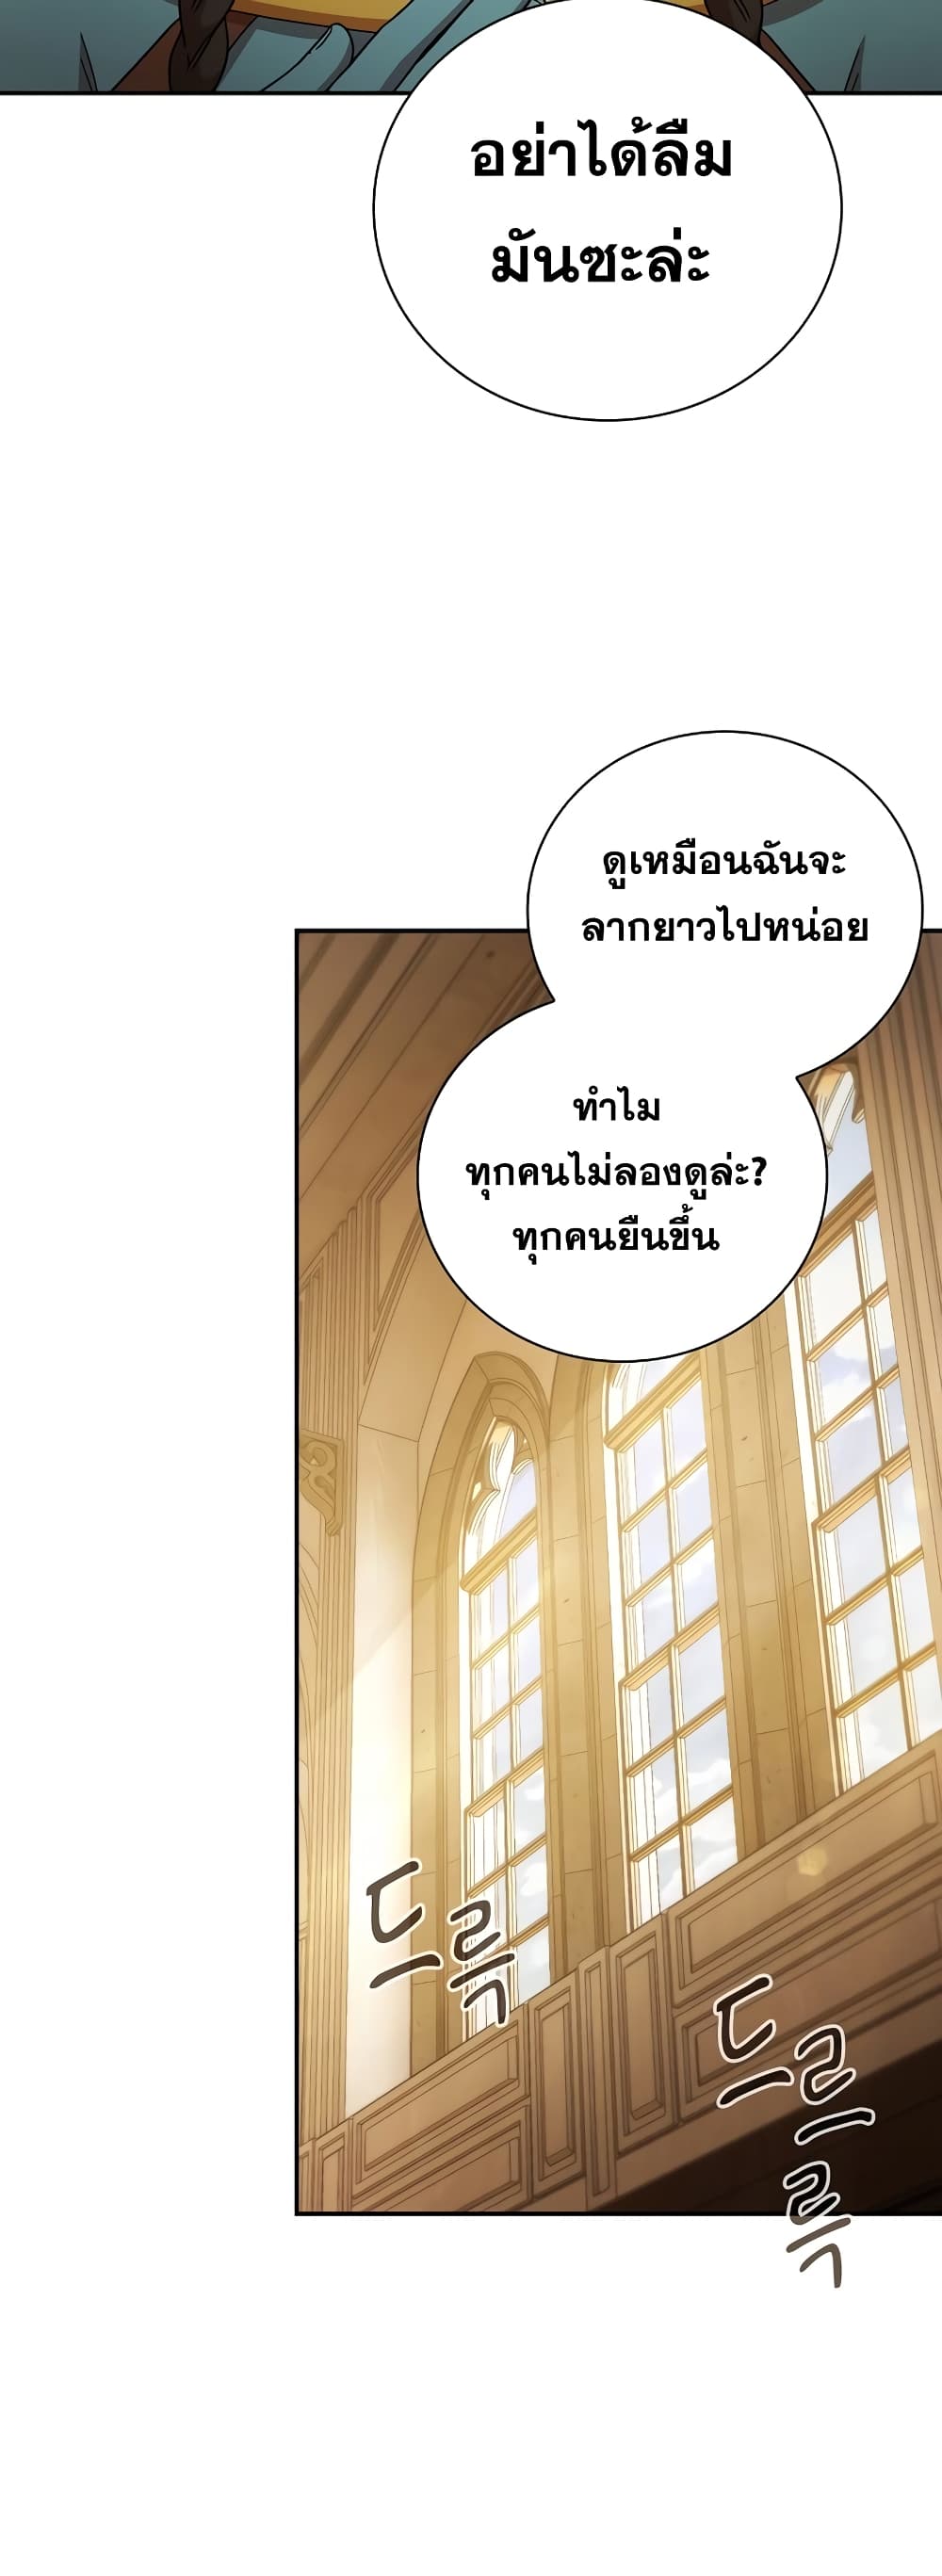 อย่าได้ลืม
มันซะล่ะ
ดูเหมือนฉันจะ
ลากยาวไปหน่อย
ทำไม
ทุกคนไม่ลองดูล่ะ?
ทุกคนยืนขึ้น
드륵
드르륵